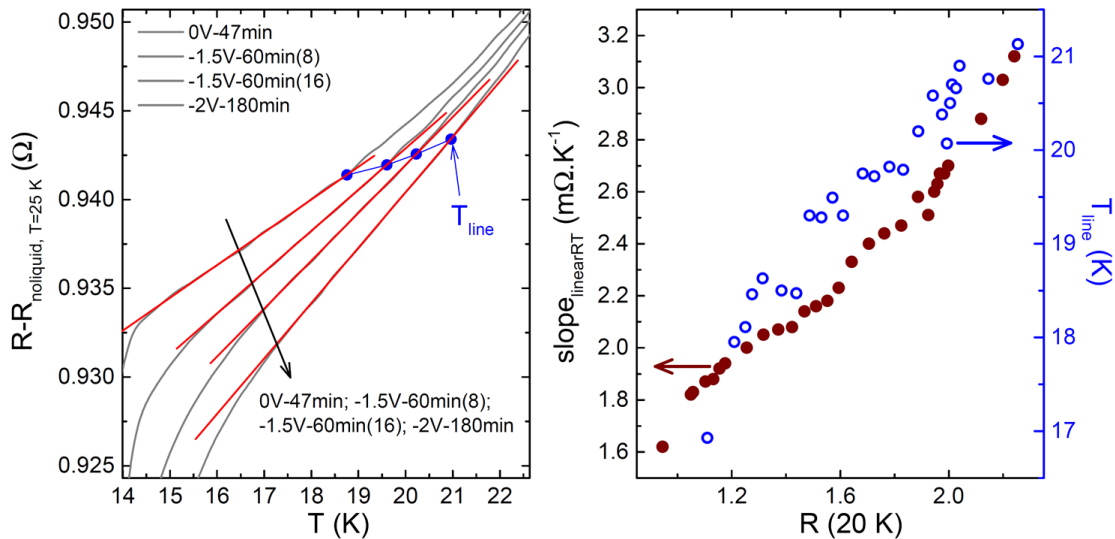 0.950
0.945
0.940
0.935
0.930
0.925
R-R_noliquid, T=25 K (Ω)
0V-47min
-1.5V-60min(8)
-1.5V-60min(16)
-2V-180min
T_line
0V-47min; -1.5V-60min(8);
-1.5V-60min(16); -2V-180min
14 15 16 17 18 19 20 21 22
T (K)
3.2
3.0
2.8
2.6
2.4
2.2
2.0
1.8
1.6
slope_linearRT (mΩ.K⁻¹)
21
20
19
18
17
T_line (K)
1.2 1.6 2.0
R (20 K)